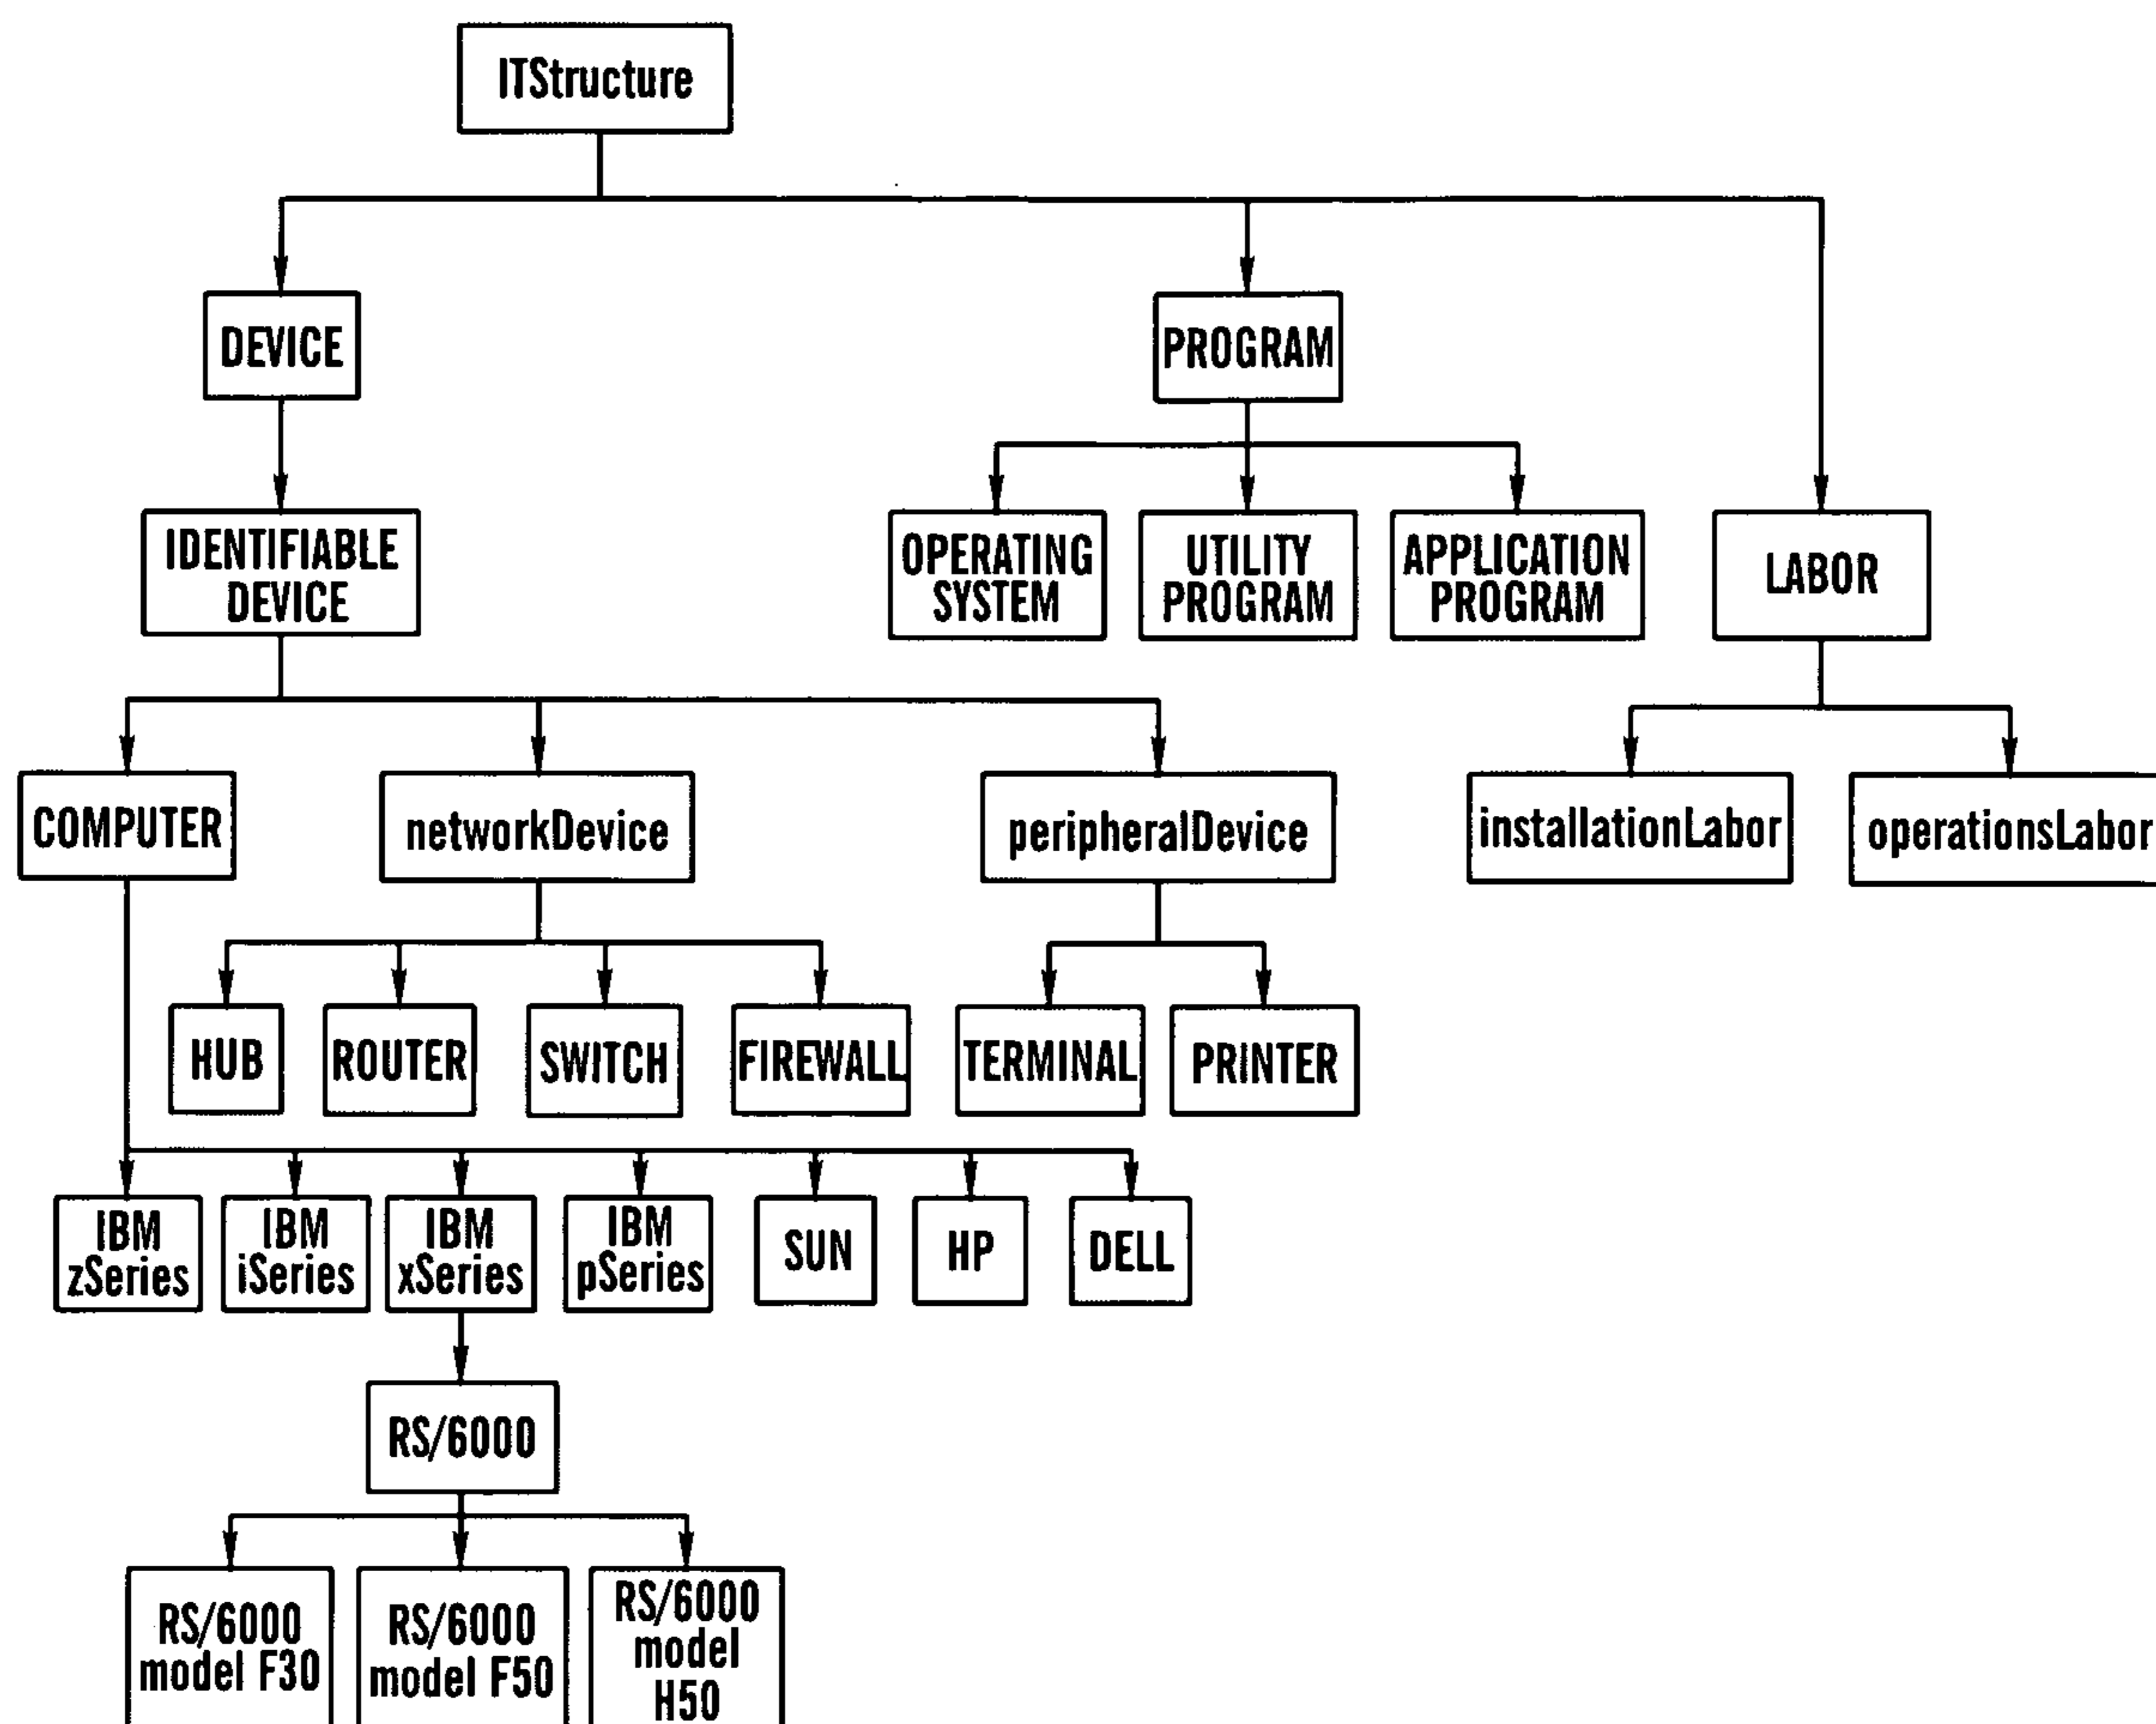 ITStructure
DEVICE
PROGRAM
IDENTIFIABLE
DEVICE
OPERATING
SYSTEM
UTILITY
PROGRAM
APPLICATION
PROGRAM
LABOR
COMPUTER
networkDevice
peripheralDevice
installationLabor
operationsLabor
HUB
ROUTER
SWITCH
FIREWALL
TERMINAL
PRINTER
IBM
zSeries
IBM
iSeries
IBM
xSeries
IBM
pSeries
SUN
HP
DELL
RS/6000
RS/6000
model F30
RS/6000
model F50
RS/6000
model
H50